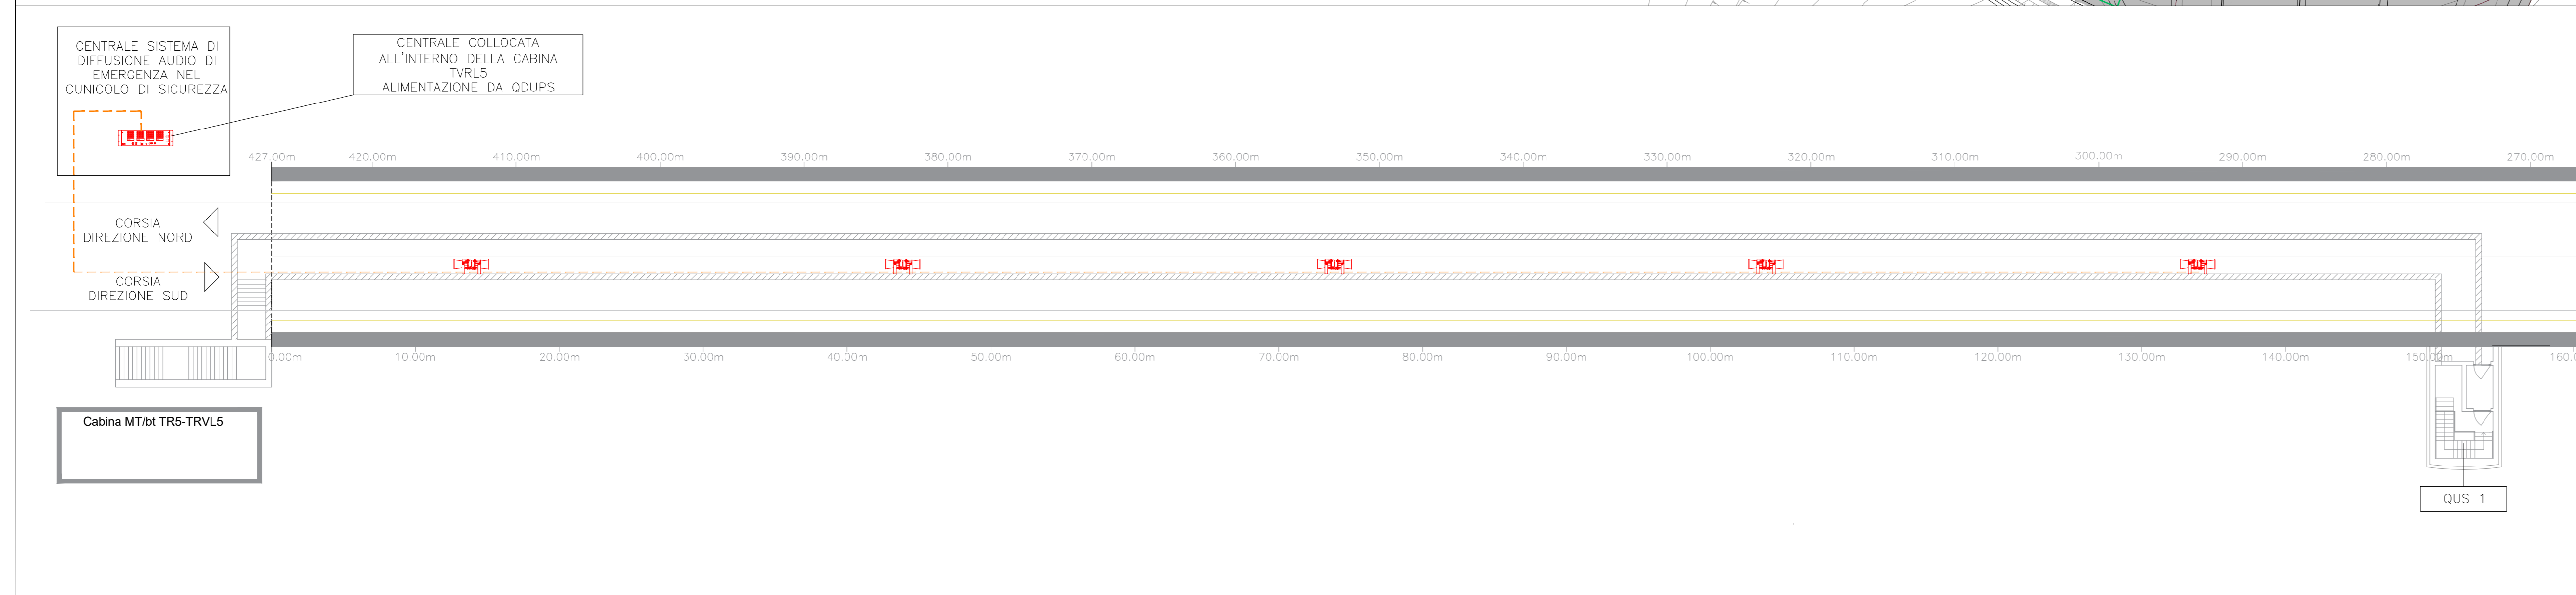 CENTRALE SISTEMA DI
DIFFUSIONE AUDIO DI
EMERGENZA NEL
CUNICOLO DI SICUREZZA
CENTRALE COLLOCATA
ALL'INTERNO DELLA CABINA
TVRL5
ALIMENTAZIONE DA QDUPS
427.00m 420.00m 410.00m 400.00m 390.00m 380.00m 370.00m 360.00m 350.00m 340.00m 330.00m 320.00m 310.00m 300.00m 290.00m 280.00m 270.00m
CORSIA
DIREZIONE NORD
CORSIA
DIREZIONE SUD
0.00m 10.00m 20.00m 30.00m 40.00m 50.00m 60.00m 70.00m 80.00m 90.00m 100.00m 110.00m 120.00m 130.00m 140.00m 150.00m 160.0
Cabina MT/bt TR5-TRVL5
QUS 1